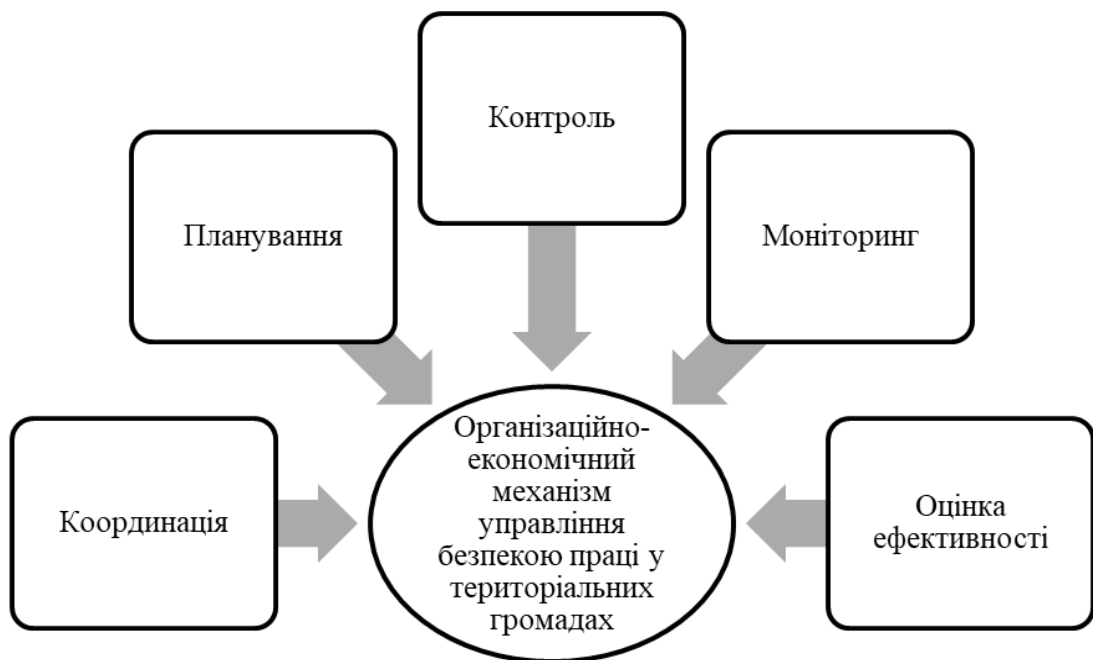 Контроль
Планування
Моніторинг
Координація
Організаційно-
економічний
механізм
управління
безпекою праці у
територіальних
громадах
Оцінка
ефективності